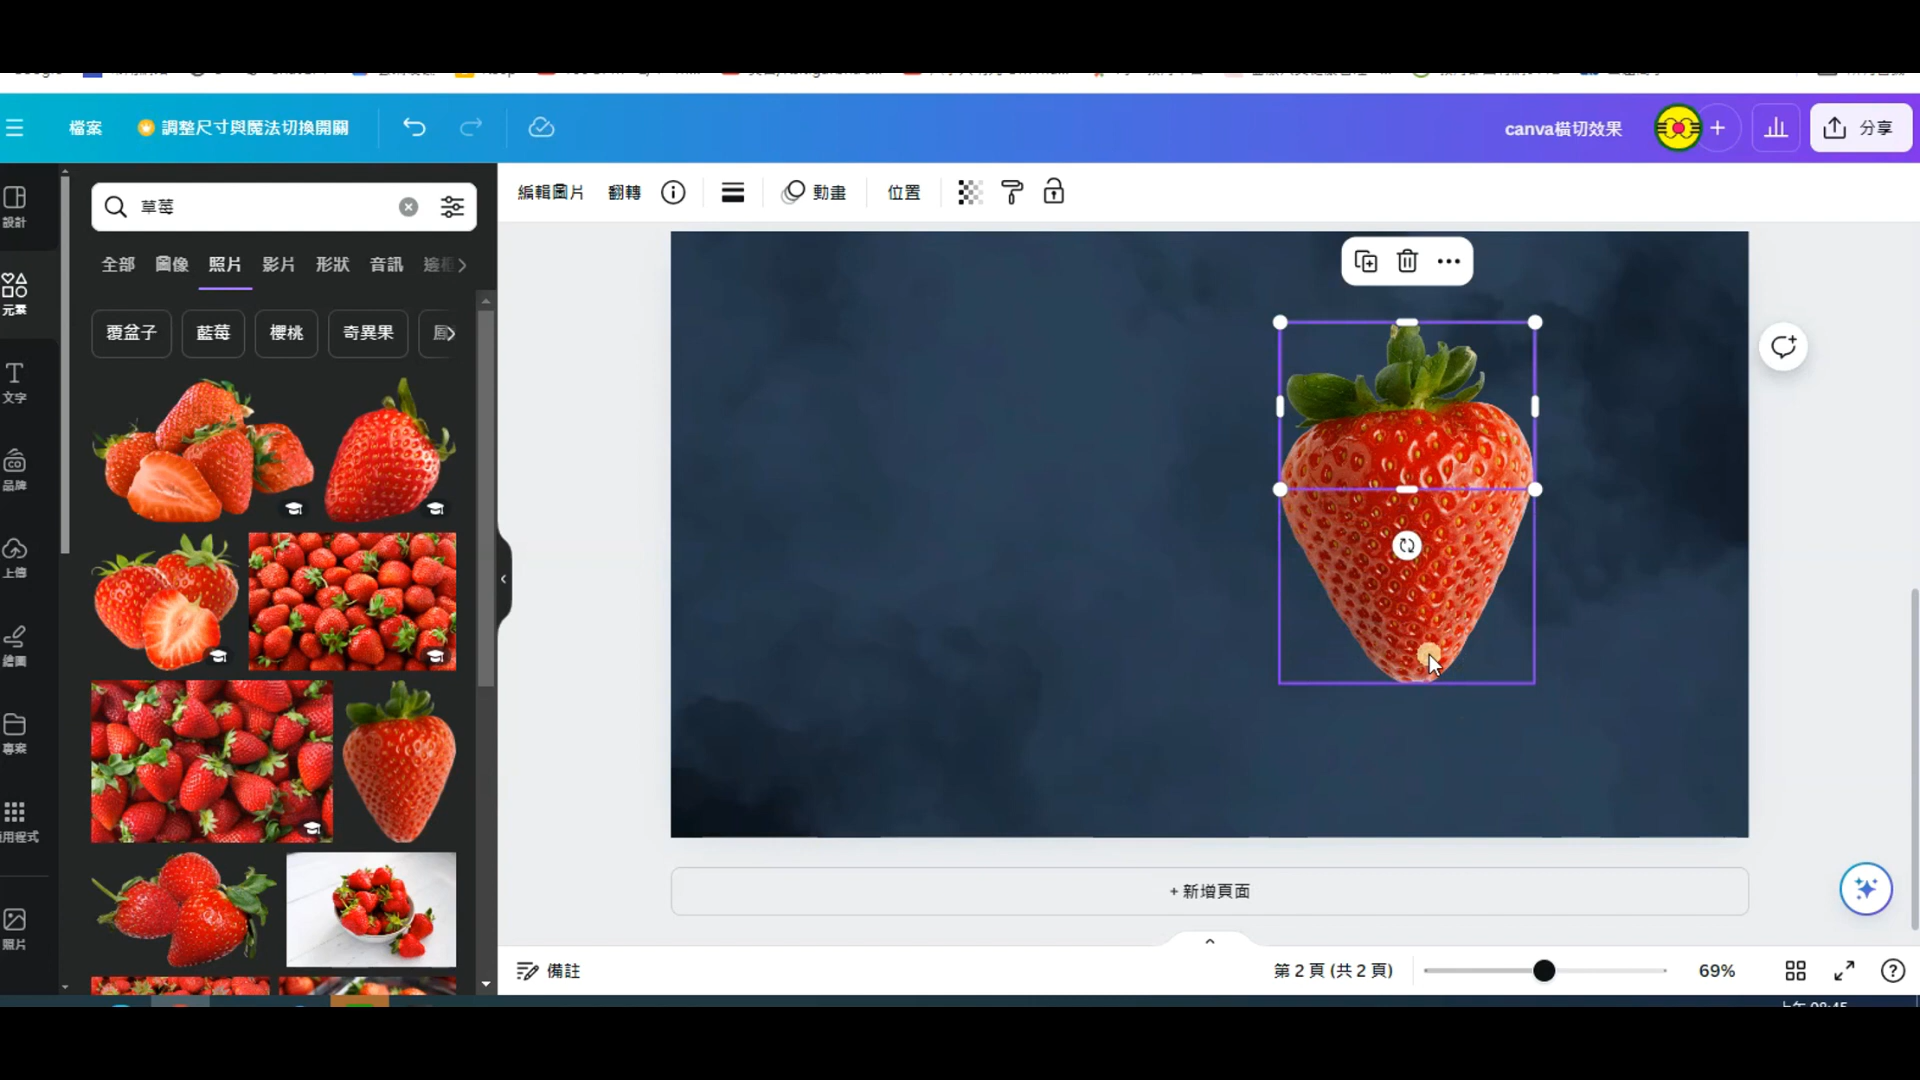 檔案
調整尺寸與魔法切換開關
canva橫切效果
分享
設計
草莓
編輯圖片
翻轉
動畫
位置
全部
圖像
照片
影片
形狀
音訊
元素
覆盆子
藍莓
櫻桃
奇異果
文字
品牌
上傳
繪圖
專案
用程式
照片
+ 新增頁面
備註
第 2 頁 (共 2 頁)
69%